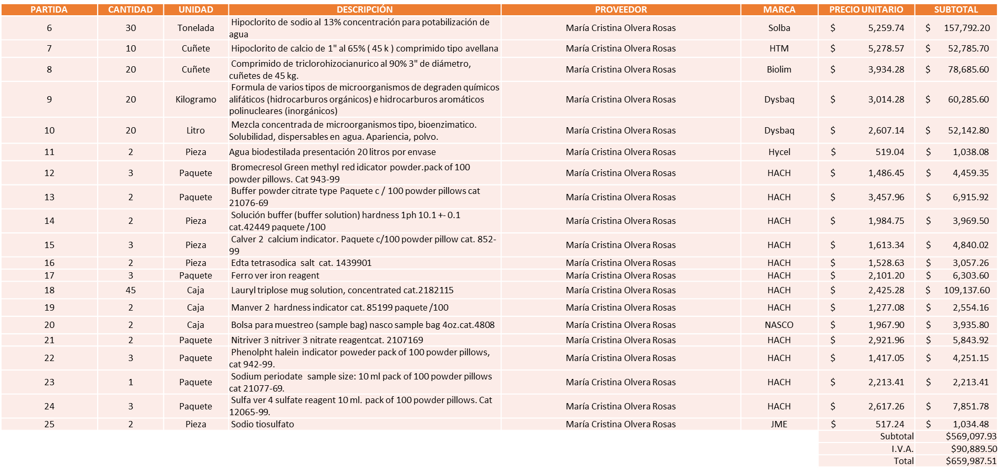 PARTIDA CANTIDAD UNIDAD DESCRIPCIÓN PROVEEDOR MARCA PRECIO UNITARIO SUBTOTAL
6 30 Tonelada Hipoclorito de sodio al 13% concentración para potabilización de
agua María Cristina Olvera Rosas Solba $ 5,259.74 $ 157,792.20
7 10 Cuñete Hipoclorito de calcio de 1" al 65% ( 45 k ) comprimido tipo avellana María Cristina Olvera Rosas HTM $ 5,278.57 $ 52,785.70
8 20 Cuñete Comprimido de triclorohizocianurico al 90% 3" de diámetro,
cuñetes de 45 kg. María Cristina Olvera Rosas Biolim $ 3,934.28 $ 78,685.60
9 20 Kilogramo Formula de varios tipos de microorganismos de degraden químicos
alifáticos (hidrocarburos orgánicos) e hidrocarburos aromáticos
polinucleares (inorgánicos) María Cristina Olvera Rosas Dysbaq $ 3,014.28 $ 60,285.60
10 20 Litro Mezcla concentrada de microorganismos tipo, bioenzimatico.
Solubilidad, dispersables en agua. Apariencia, polvo. María Cristina Olvera Rosas Dysbaq $ 2,607.14 $ 52,142.80
11 2 Pieza Agua biodestilada presentación 20 litros por envase María Cristina Olvera Rosas Hycel $ 519.04 $ 1,038.08
12 3 Paquete Bromecresol Green methyl red idicator powder.pack of 100
powder pillows. Cat 943-99 María Cristina Olvera Rosas HACH $ 1,486.45 $ 4,459.35
13 2 Paquete Buffer powder citrate type Paquete c / 100 powder pillows cat
21076-69 María Cristina Olvera Rosas HACH $ 3,457.96 $ 6,915.92
14 2 Pieza Solución buffer (buffer solution) hardness 1ph 10.1 +- 0.1
cat.42449 paquete /100 María Cristina Olvera Rosas HACH $ 1,984.75 $ 3,969.50
15 3 Pieza Calver 2 calcium indicator. Paquete c/100 powder pillow cat. 852-
99 María Cristina Olvera Rosas HACH $ 1,613.34 $ 4,840.02
16 2 Pieza Edta tetrasodica salt cat. 1439901 María Cristina Olvera Rosas HACH $ 1,528.63 $ 3,057.26
17 3 Paquete Ferro ver iron reagent María Cristina Olvera Rosas HACH $ 2,101.20 $ 6,303.60
18 45 Caja Lauryl triplose mug solution, concentrated cat.2182115 María Cristina Olvera Rosas HACH $ 2,425.28 $ 109,137.60
19 2 Caja Manver 2 hardness indicator cat. 85199 paquete /100 María Cristina Olvera Rosas HACH $ 1,277.08 $ 2,554.16
20 2 Caja Bolsa para muestreo (sample bag) nasco sample bag 4oz.cat.4808 María Cristina Olvera Rosas NASCO $ 1,967.90 $ 3,935.80
21 2 Paquete Nitriver 3 nitriver 3 nitrate reagentcat. 2107169 María Cristina Olvera Rosas HACH $ 2,921.96 $ 5,843.92
22 3 Paquete Phenolpht halein indicator poweder pack of 100 powder pillows,
cat 942-99. María Cristina Olvera Rosas HACH $ 1,417.05 $ 4,251.15
23 1 Paquete Sodium periodate sample size: 10 ml pack of 100 powder pillows
cat 21077-69. María Cristina Olvera Rosas HACH $ 2,213.41 $ 2,213.41
24 3 Paquete Sulfa ver 4 sulfate reagent 10 ml. pack of 100 powder pillows. Cat
12065-99. María Cristina Olvera Rosas HACH $ 2,617.26 $ 7,851.78
25 2 Pieza Sodio tiosulfato María Cristina Olvera Rosas JME $ 517.24 $ 1,034.48
Subtotal $569,097.93
I.V.A. $90,889.50
Total $659,987.51